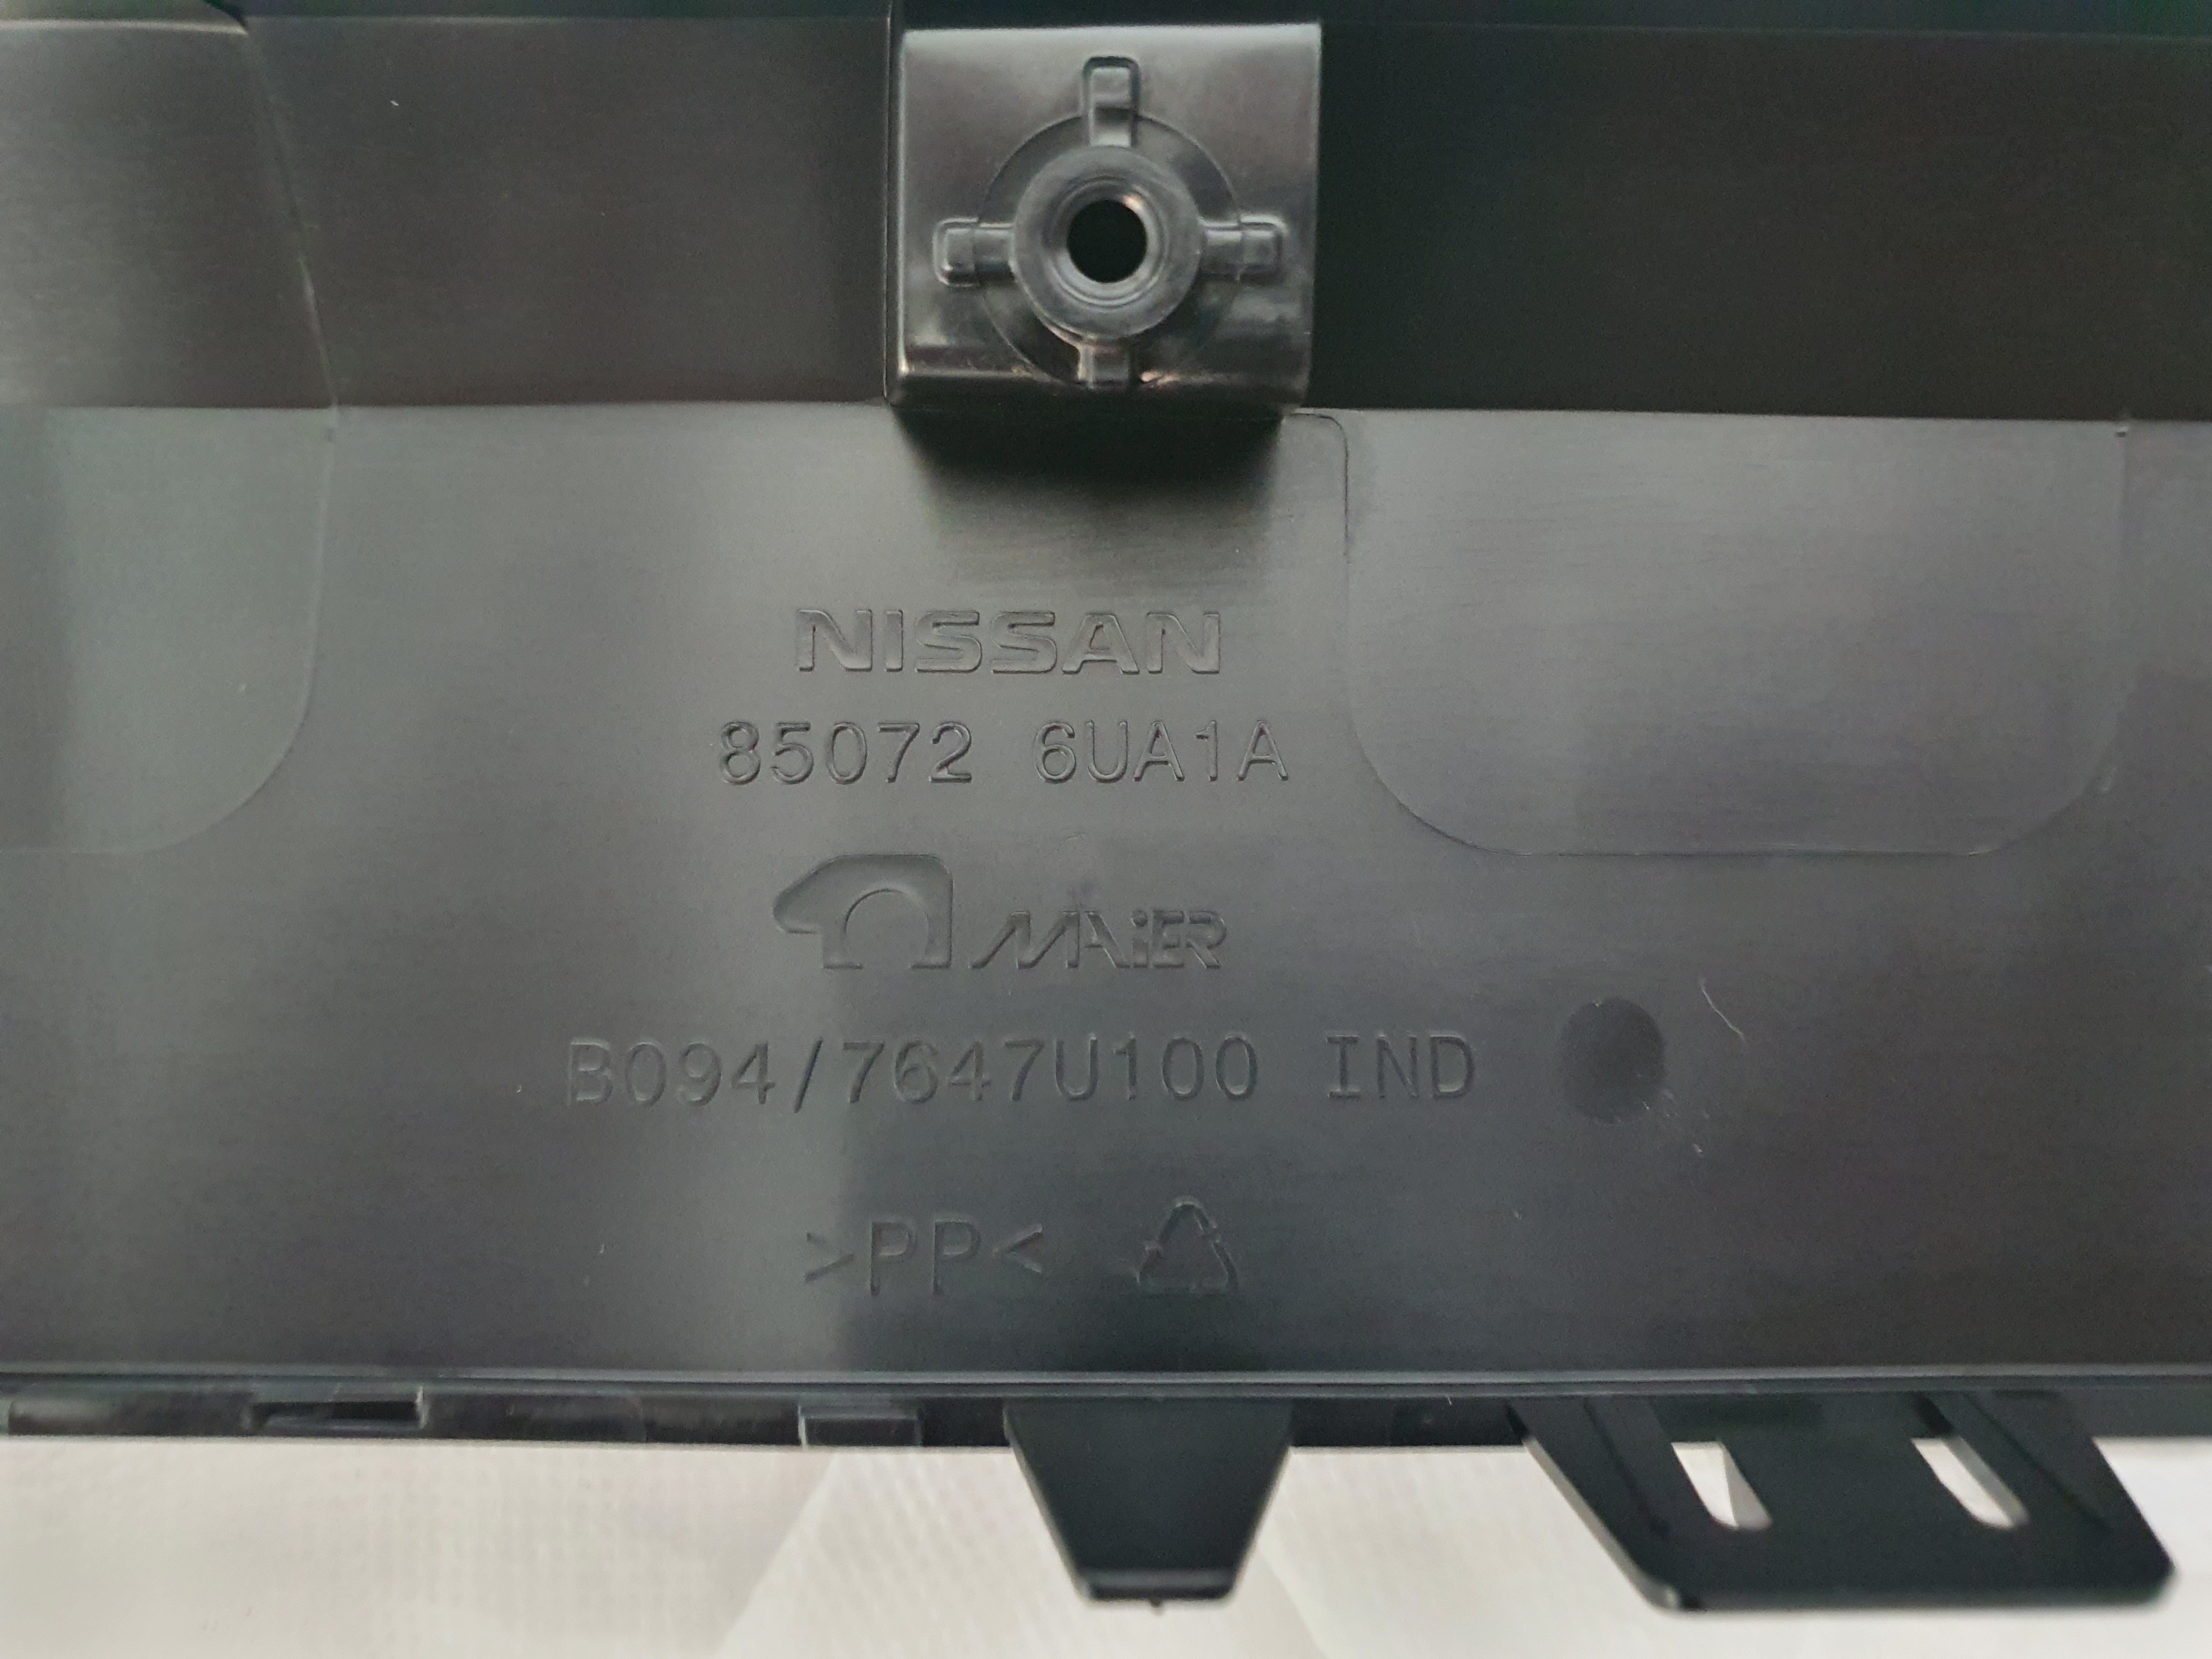 NISSAN
85072 6UA1A
MAiER
B094/7647U100 IND
>PP<